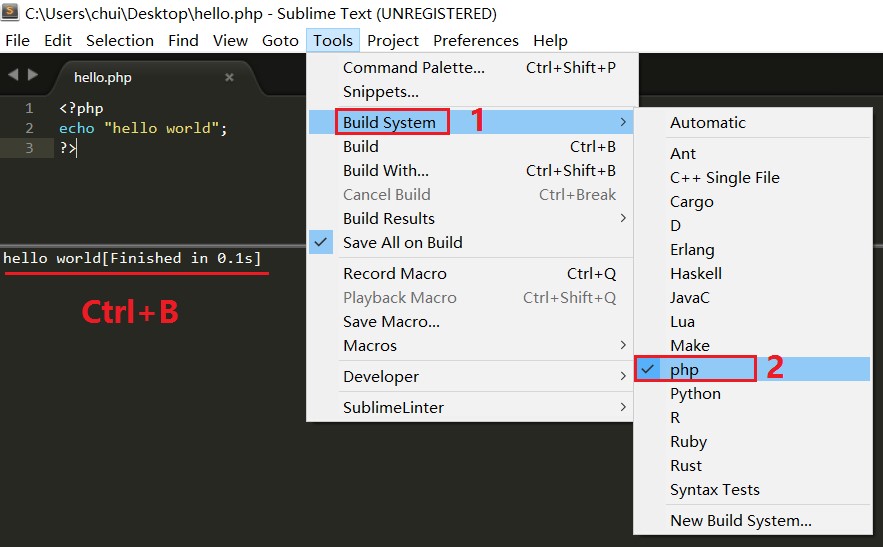 C:\Users\chui\Desktop\hello.php - Sublime Text (UNREGISTERED)
File Edit Selection Find View Goto Tools Project Preferences Help
hello.php ×
1 <?php
2 echo "hello world";
3 ?>
hello world[Finished in 0.1s]
Ctrl+B
Command Palette... Ctrl+Shift+P
Snippets...
Build System 1
Build Ctrl+B
Build With... Ctrl+Shift+B
Cancel Build Ctrl+Break
Build Results
Save All on Build
Record Macro Ctrl+Q
Playback Macro Ctrl+Shift+Q
Save Macro...
Macros
Developer
SublimeLinter
Automatic
Ant
C++ Single File
Cargo
D
Erlang
Haskell
JavaC
Lua
Make
php 2
Python
R
Ruby
Rust
Syntax Tests
New Build System...